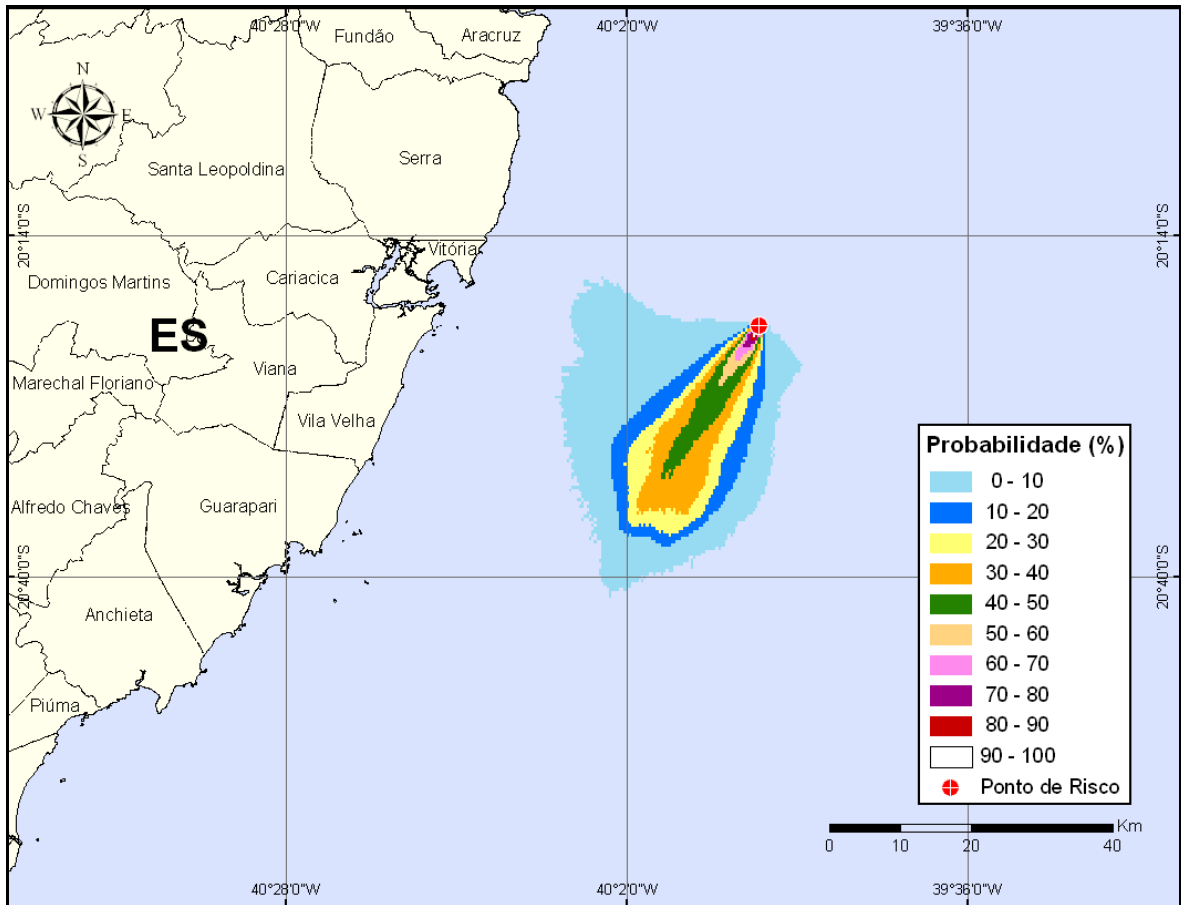 40°28'0"W
40°2'0"W
39°36'0"W
Fundão
Aracruz
N
W
E
S
Serra
Santa Leopoldina
20°14'0"S
20°14'0"S
Vitória
Cariacica
Domingos Martins
ES
Viana
Marechal Floriano
Vila Velha
Alfredo Chaves
Guarapari
20°40'0"S
20°40'0"S
Anchieta
Piúma
Probabilidade (%)
0 - 10
10 - 20
20 - 30
30 - 40
40 - 50
50 - 60
60 - 70
70 - 80
80 - 90
90 - 100
Ponto de Risco
Km
0 10 20 40
40°28'0"W
40°2'0"W
39°36'0"W